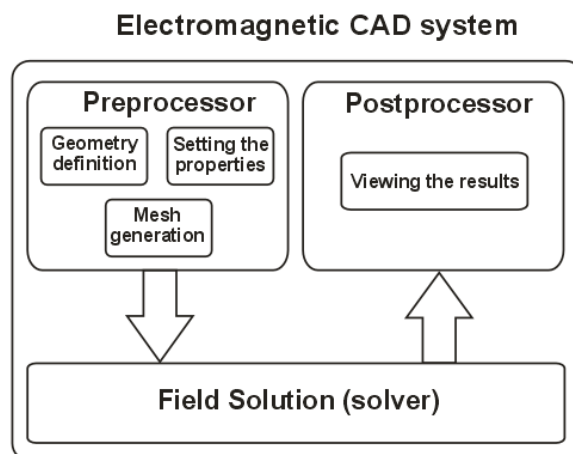 Electromagnetic CAD system
Preprocessor
Geometry
definition
Setting the
properties
Mesh
generation
Postprocessor
Viewing the results
Field Solution (solver)